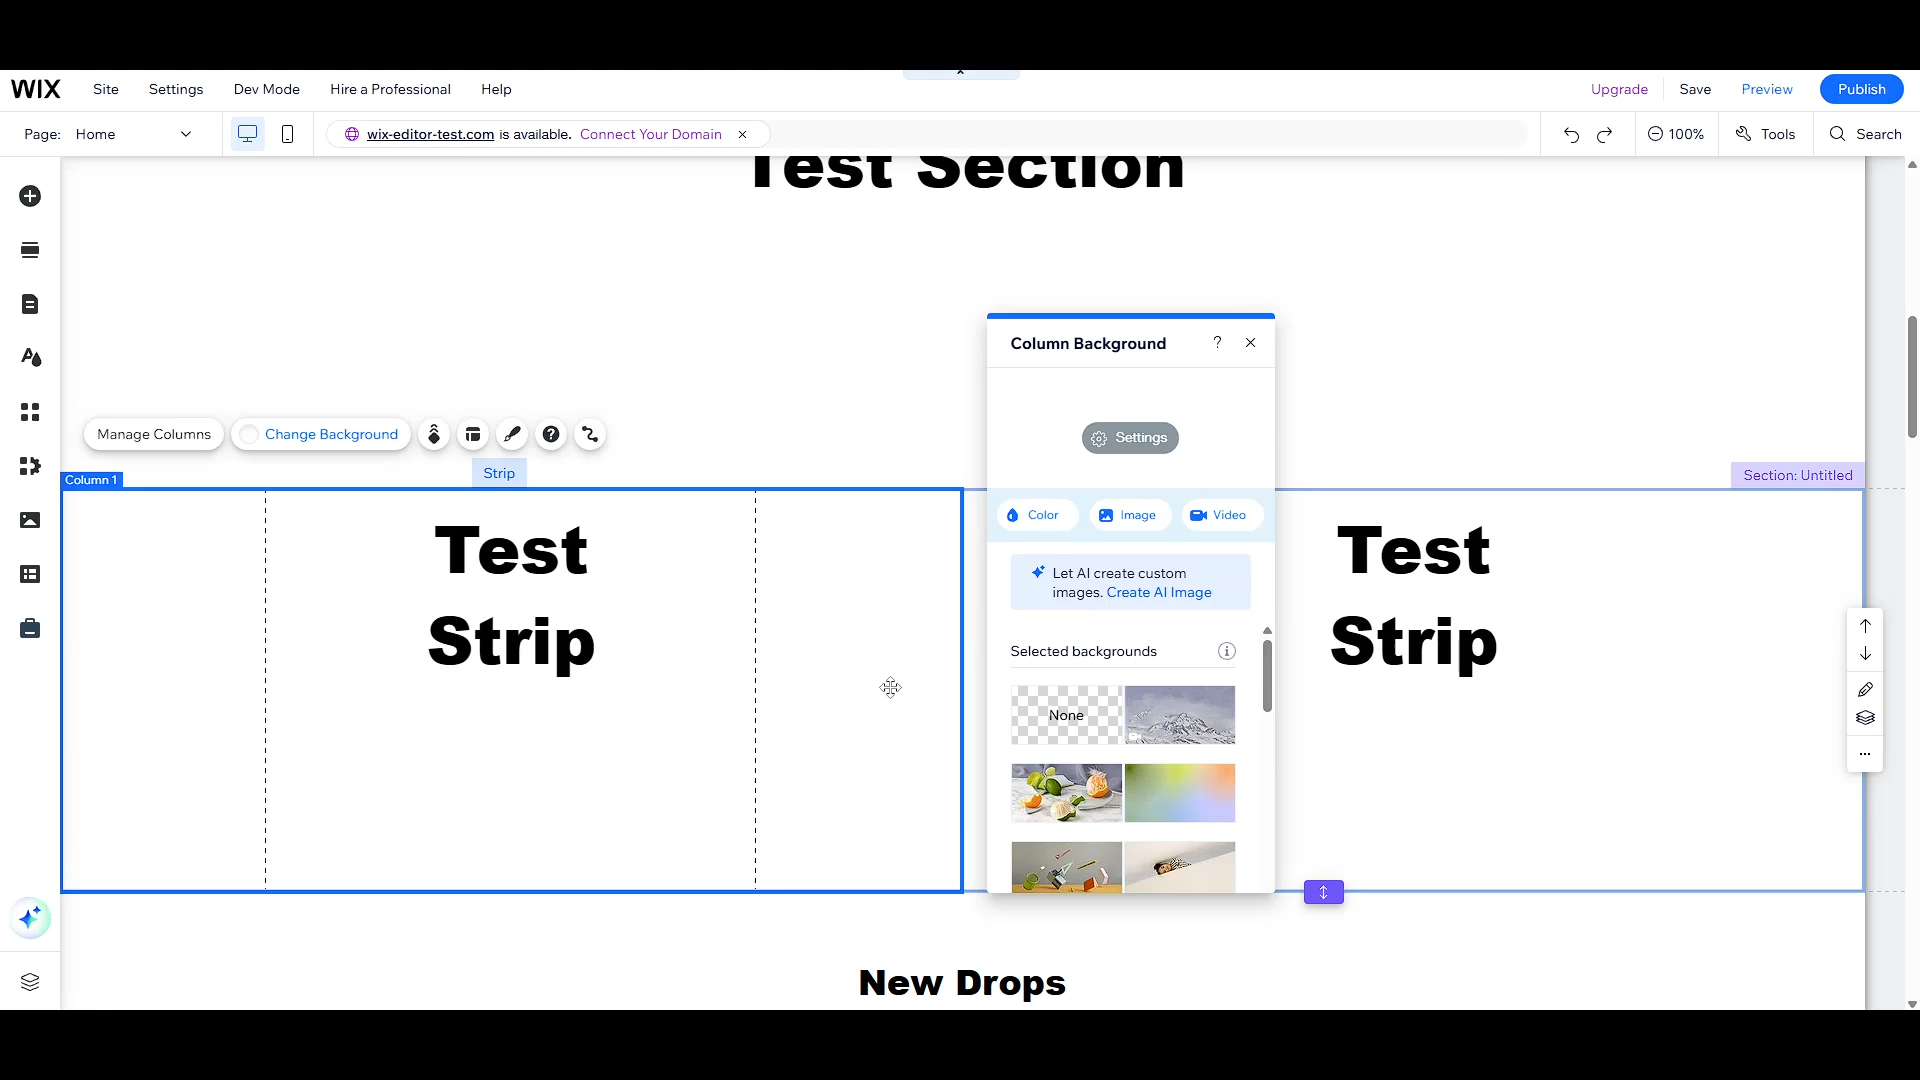 WIX Site Settings Dev Mode Hire a Professional Help Upgrade Save Preview Publish
Page: Home wix-editor-test.com is available. Connect Your Domain 100% Tools Search
Test Section
Column Background ?
Settings
Manage Columns Change Background ?
Column 1 Strip Section: Untitled
Color Image Video
Let AI create custom
images. Create AI Image
Selected backgrounds
None
Test
Strip
Test
Strip
New Drops